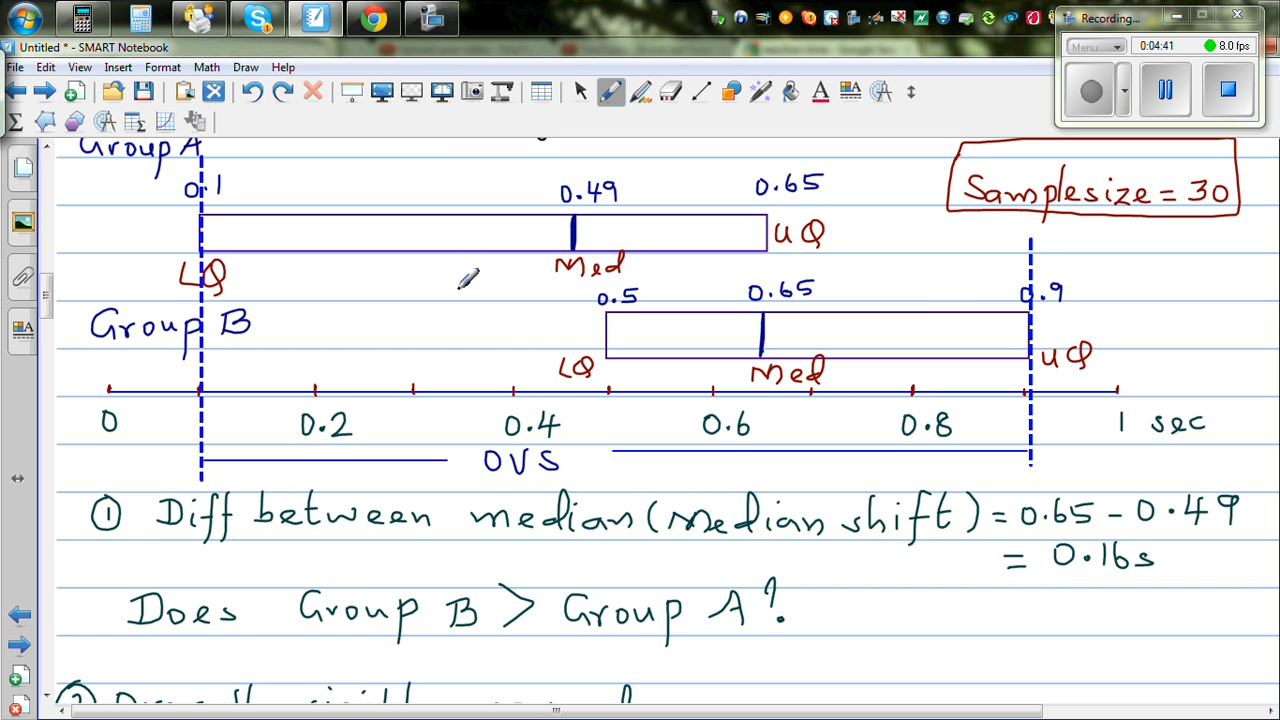 Recording...
Untitled * - SMART Notebook
Menu
0:04:41
8.0 fps
File Edit View Insert Format Math Draw Help
Group A
0.1
0.49
0.65
Sample size = 30
UQ
LQ
Med
0.5
0.65
0.9
Group B
LQ
Med
UQ
0 0.2 0.4 0.6 0.8 1 sec
OVS
① Diff between median (Median shift) = 0.65 - 0.49
= 0.16s
Does Group B > Group A?